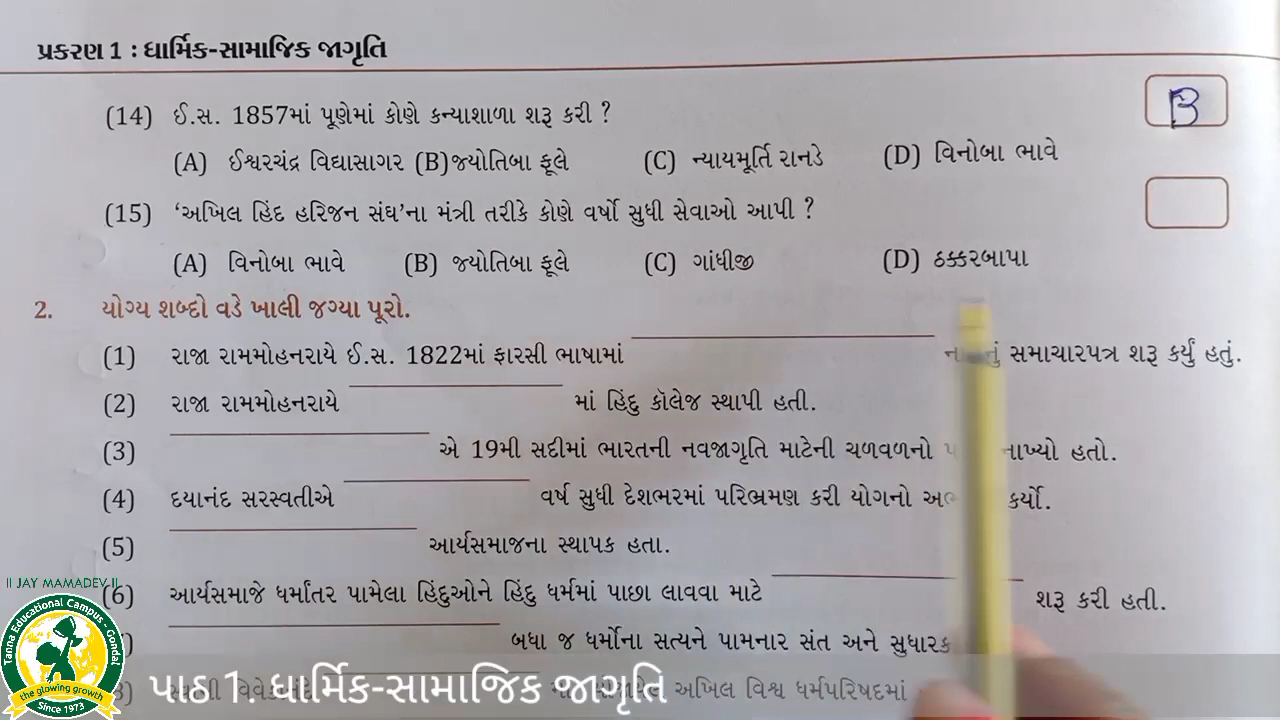 પ્રકરણ 1 : ધાર્મિક-સામાજિક જાગૃતિ
(14) ઈ.સ. 1857માં પૂણેમાં કોણે કન્યાશાળા શરૂ કરી ? B
(A) ઈશ્વરચંદ્ર વિદ્યાસાગર (B) જયોતિબા ફૂલે (C) ન્યાયમૂર્તિ રાનડે (D) વિનોબા ભાવે
(15) ‘અખિલ હિંદ હરિજન સંઘ’ના મંત્રી તરીકે કોણે વર્ષો સુધી સેવાઓ આપી ?
(A) વિનોબા ભાવે (B) જયોતિબા ફૂલે (C) ગાંધીજી (D) ઠક્કરબાપા
2. યોગ્ય શબ્દો વડે ખાલી જગ્યા પૂરો.
(1) રાજા રામમોહનરાયે ઈ.સ. 1822માં ફારસી ભાષામાં સમાચારપત્ર શરૂ કર્યું હતું.
(2) રાજા રામમોહનરાયે માં હિંદુ કૉલેજ સ્થાપી હતી.
(3) એ 19મી સદીમાં ભારતની નવજાગૃતિ માટેની ચળવળનો નાખ્યો હતો.
(4) દયાનંદ સરસ્વતીએ વર્ષ સુધી દેશભરમાં પરિભ્રમણ કરી યોગનો કર્યો.
(5) આર્યસમાજના સ્થાપક હતા.
(6) આર્યસમાજે ધર્માંતર પામેલા હિંદુઓને હિંદુ ધર્મમાં પાછા લાવવા માટે શરૂ કરી હતી.
બધા જ ધર્મોના સત્યને પામનાર સંત અને સુધારક
અખિલ વિશ્વ ધર્મપરિષદમાં
|| JAY MAMADEV ||
Tanna Educational Campus - Gondal
the glowing growth
Since 1973
પાઠ 1. ધાર્મિક-સામાજિક જાગૃતિ